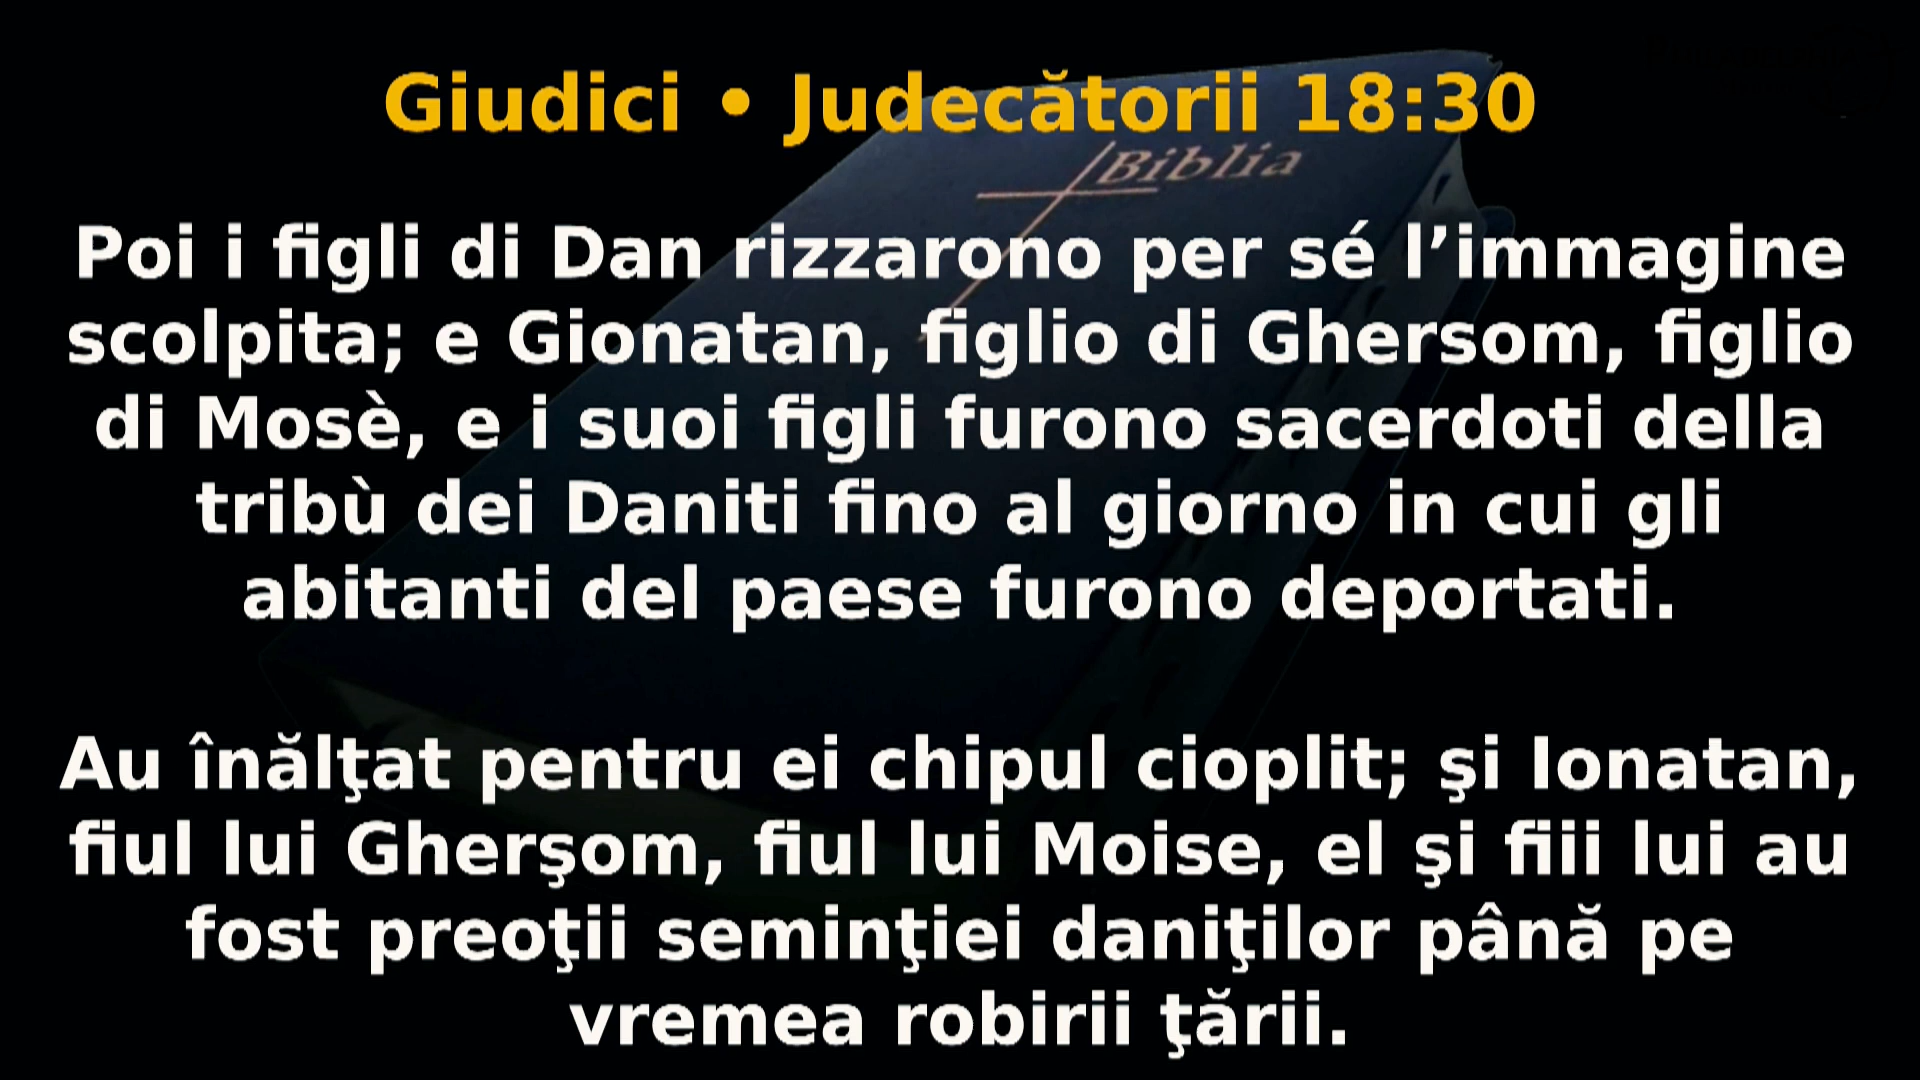 Giudici • Judecătorii 18:30
Biblia
Poi i figli di Dan rizzarono per sé l’immagine
scolpita; e Gionatan, figlio di Ghersom, figlio
di Mosè, e i suoi figli furono sacerdoti della
tribù dei Daniti fino al giorno in cui gli
abitanti del paese furono deportati.
Au înălţat pentru ei chipul cioplit; şi Ionatan,
fiul lui Gherşom, fiul lui Moise, el şi fiii lui au
fost preoţii seminţiei daniţilor până pe
vremea robirii ţării.